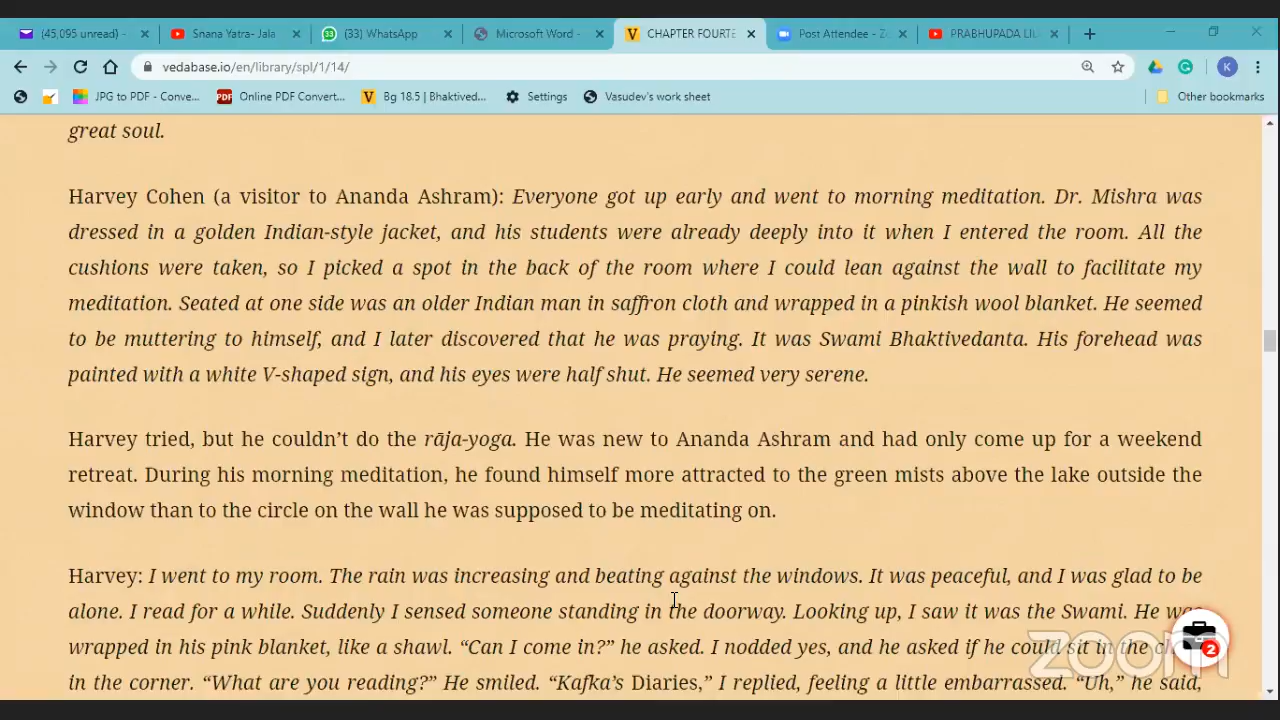 (45,095 unread) -
Snana Yatra- Jala
33
(33) WhatsApp
Microsoft Word -
CHAPTER FOURTE
Post Attendee - Zo
PRABHUPADA LIL
vedabase.io/en/library/spl/1/14/
K
JPG to PDF - Conve...
PDF
Online PDF Convert...
Bg 18.5 | Bhaktived...
Settings
Vasudev's work sheet
Other bookmarks
great soul.
Harvey Cohen (a visitor to Ananda Ashram): Everyone got up early and went to morning meditation. Dr. Mishra was
dressed in a golden Indian-style jacket, and his students were already deeply into it when I entered the room. All the
cushions were taken, so I picked a spot in the back of the room where I could lean against the wall to facilitate my
meditation. Seated at one side was an older Indian man in saffron cloth and wrapped in a pinkish wool blanket. He seemed
to be muttering to himself, and I later discovered that he was praying. It was Swami Bhaktivedanta. His forehead was
painted with a white V-shaped sign, and his eyes were half shut. He seemed very serene.
Harvey tried, but he couldn’t do the rāja-yoga. He was new to Ananda Ashram and had only come up for a weekend
retreat. During his morning meditation, he found himself more attracted to the green mists above the lake outside the
window than to the circle on the wall he was supposed to be meditating on.
Harvey: I went to my room. The rain was increasing and beating against the windows. It was peaceful, and I was glad to be
alone. I read for a while. Suddenly I sensed someone standing in the doorway. Looking up, I saw it was the Swami. He was
wrapped in his pink blanket, like a shawl. “Can I come in?” he asked. I nodded yes, and he asked if he could sit in the
in the corner. “What are you reading?” He smiled. “Kafka’s Diaries,” I replied, feeling a little embarrassed. “Uh,” he said,
zoom
2